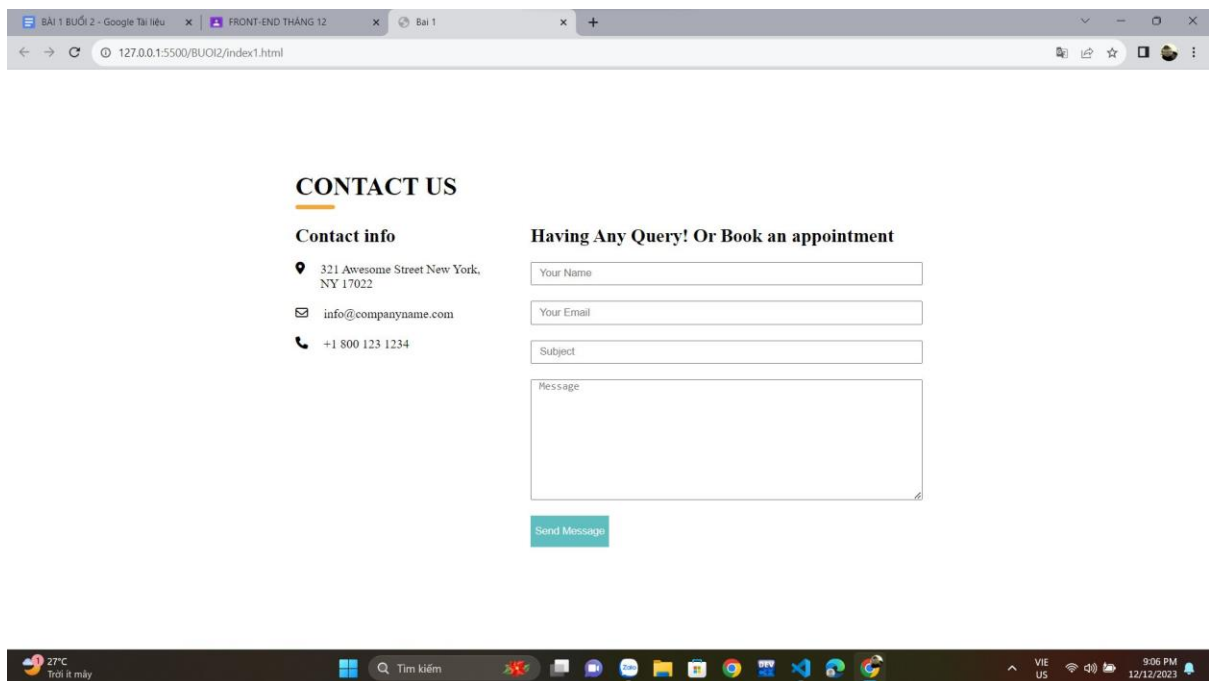 BÀI 1 BUỔI 2 - Google Tài liệu
FRONT-END THÁNG 12
Bai 1
127.0.0.1:5500/BUOI2/index1.html
CONTACT US
Contact info
321 Awesome Street New York,
NY 17022
info@companyname.com
+1 800 123 1234
Having Any Query! Or Book an appointment
Your Name
Your Email
Subject
Message
Send Message
1
27°C
Trời ít mây
Tìm kiếm
Zalo
DEV
VIE
US
9:06 PM
12/12/2023